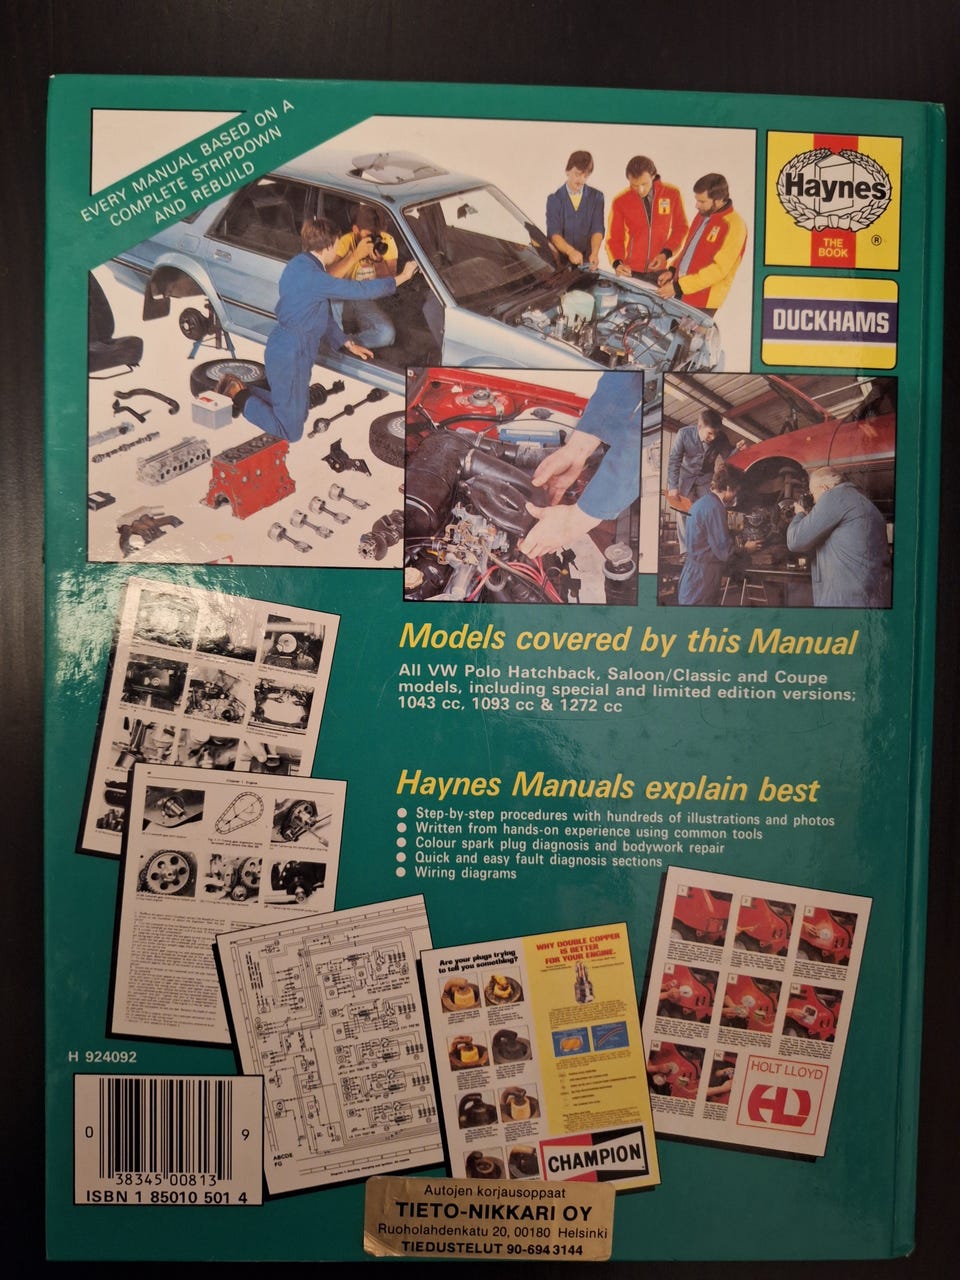 EVERY MANUAL BASED ON A
COMPLETE STRIPDOWN
AND REBUILD
Haynes
®
THE
BOOK
DUCKHAMS
Models covered by this Manual
All VW Polo Hatchback, Saloon/Classic and Coupe
models, including special and limited edition versions;
1043 cc, 1093 cc & 1272 cc
Haynes Manuals explain best
● Step-by-step procedures with hundreds of illustrations and photos
● Written from hands-on experience using common tools
● Colour spark plug diagnosis and bodywork repair
● Quick and easy fault diagnosis sections
● Wiring diagrams
Are your plugs trying
to tell you something?
WHY DOUBLE COPPER
IS BETTER
FOR YOUR ENGINE.
CHAMPION
HOLT LLOYD
ABCDE
FG
H 924092
0
9
38345 00813
ISBN 1 85010 501 4
Autojen korjausoppaat
TIETO-NIKKARI OY
Ruoholahdenkatu 20, 00180 Helsinki
TIEDUSTELUT 90-694 3144